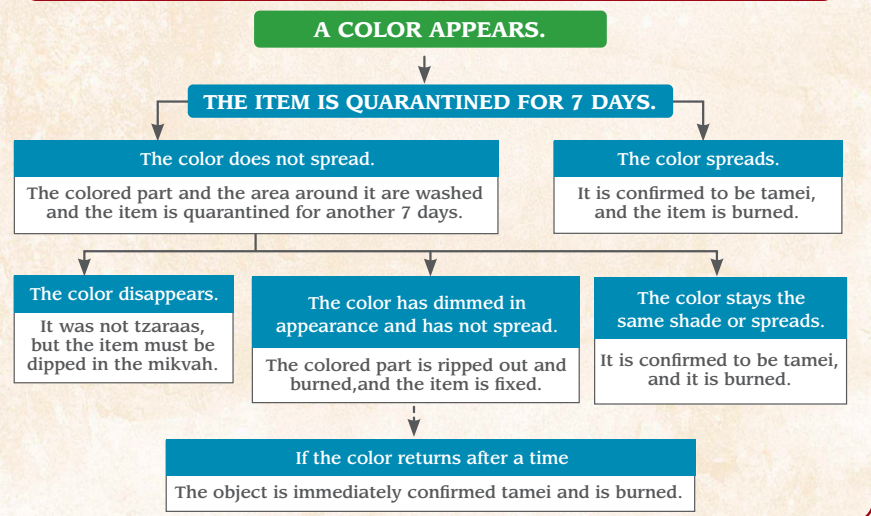 A COLOR APPEARS.
THE ITEM IS QUARANTINED FOR 7 DAYS.
The color does not spread.
The colored part and the area around it are washed
and the item is quarantined for another 7 days.
The color spreads.
It is confirmed to be tamei,
and the item is burned.
The color disappears.
It was not tzaraas,
but the item must be
dipped in the mikvah.
The color has dimmed in
appearance and has not spread.
The colored part is ripped out and
burned,and the item is fixed.
The color stays the
same shade or spreads.
It is confirmed to be tamei,
and it is burned.
If the color returns after a time
The object is immediately confirmed tamei and is burned.